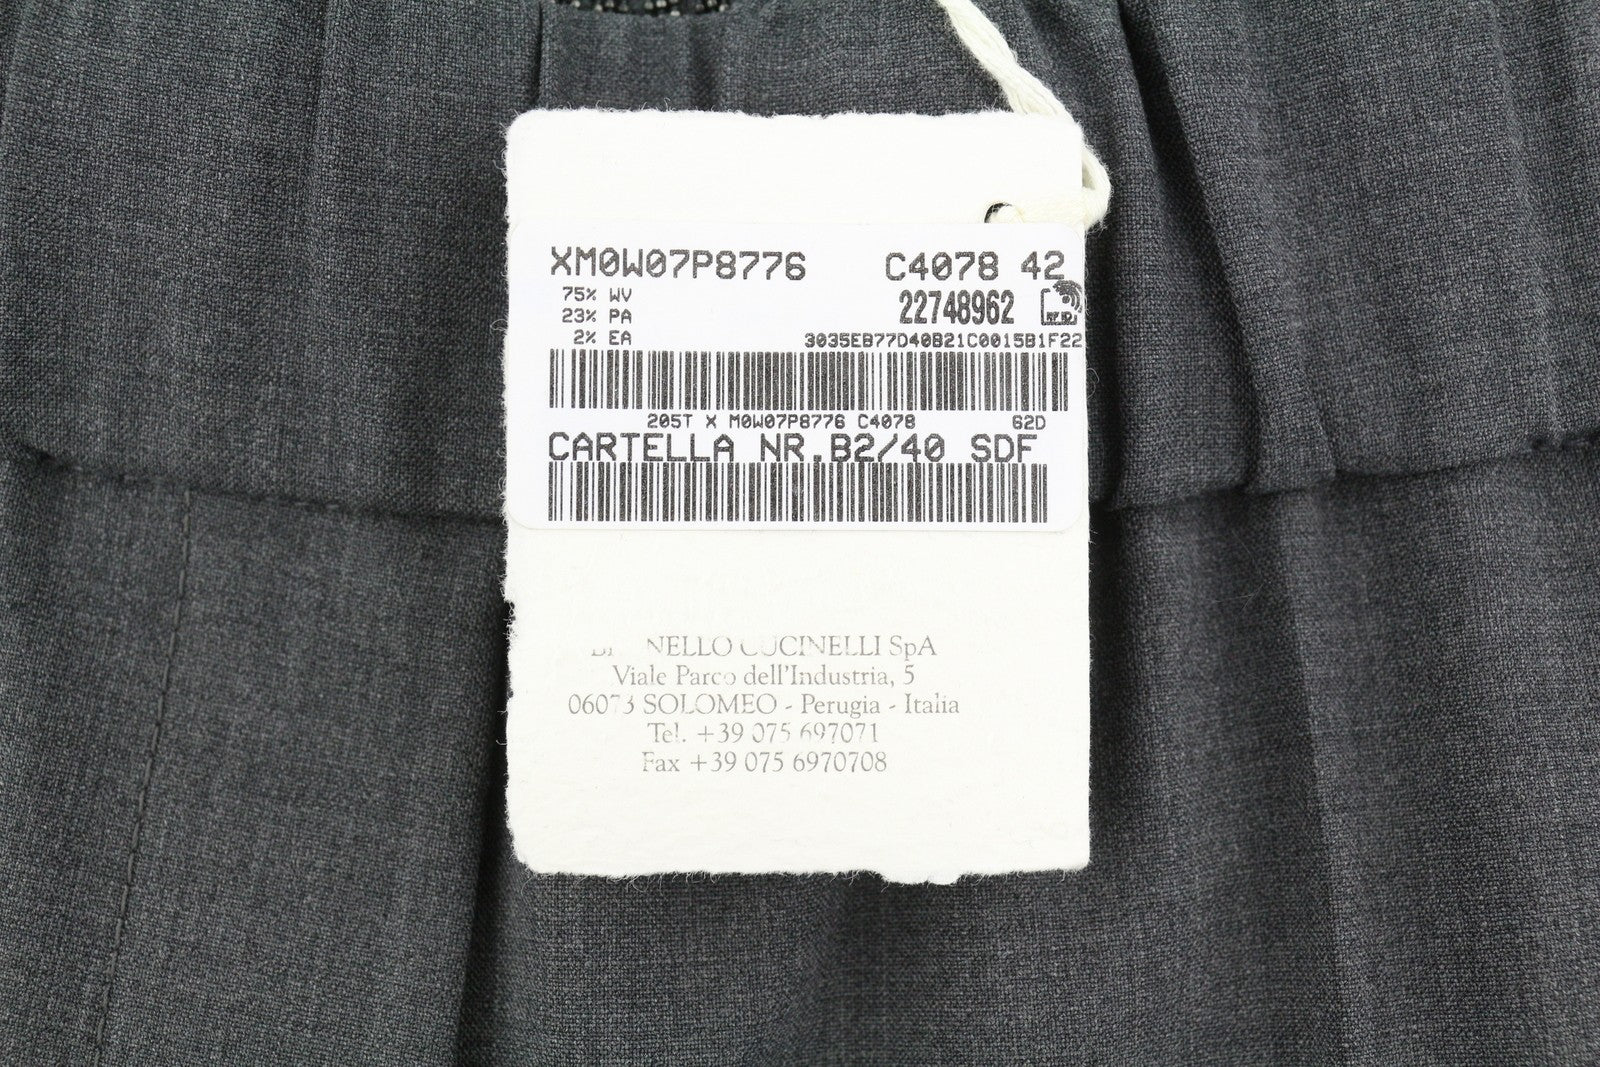 XM0W07P8776 C4078 42
75% WV 22748962
23% PA RFID
2% EA 3035EB77D40B21C0015B1F22
205T X M0W07P8776 C4078 62D
CARTELLA NR.B2/40 SDF
CUCINELLI SpA
Viale Parco dell'Industria, 5
06073 SOLOMEO - Perugia - Italia
Tel. +39 075 697071
Fax +39 075 6970708